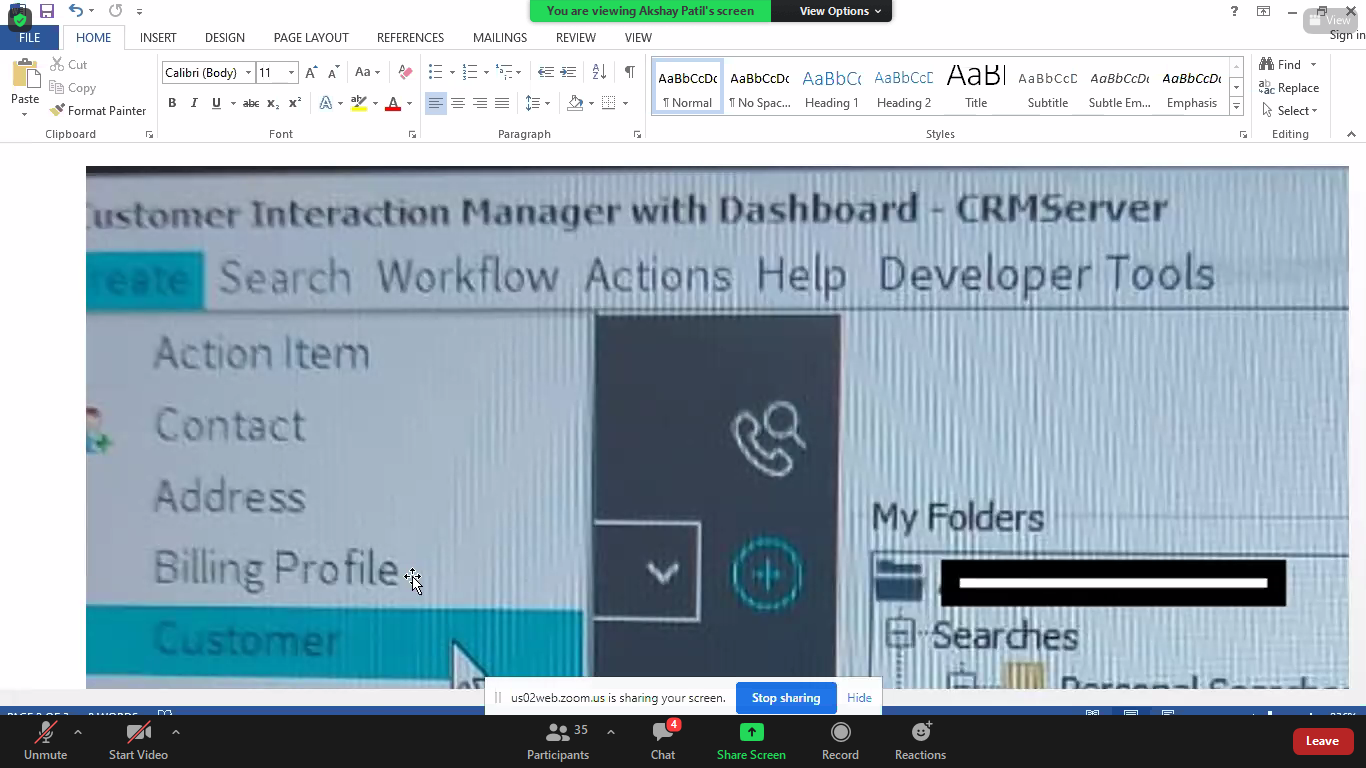 You are viewing Akshay Patil's screen View Options
View
Sign in
FILE HOME INSERT DESIGN PAGE LAYOUT REFERENCES MAILINGS REVIEW VIEW
Paste
Cut
Copy
Format Painter
Clipboard
Calibri (Body) 11
Font
Paragraph
AaBbCcDc AaBbCcDc AaBbCc AaBbCcD AaBl AaBbCcD AaBbCcDc AaBbCcDc
¶ Normal ¶ No Spac... Heading 1 Heading 2 Title Subtitle Subtle Em... Emphasis
Styles
Find
Replace
Select
Editing
Customer Interaction Manager with Dashboard - CRMServer
reate Search Workflow Actions Help Developer Tools
Action Item
Contact
Address
Billing Profile
Customer
My Folders
Searches
Personal Searches
us02web.zoom.us is sharing your screen. Stop sharing Hide
Unmute Start Video Participants 35 Chat 4 Share Screen Record Reactions Leave